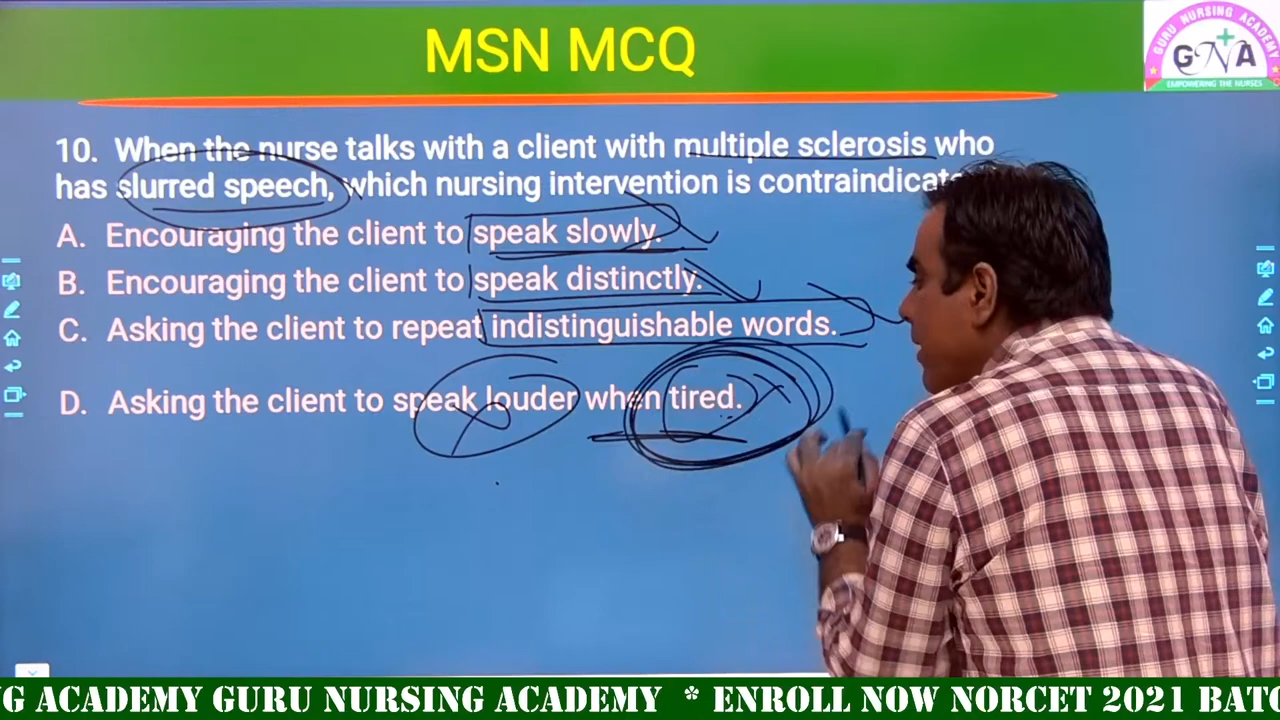 MSN MCQ
GURU NURSING ACADEMY
GNA
EMPOWERING THE NURSES
10. When the nurse talks with a client with multiple sclerosis who
has slurred speech, which nursing intervention is
A. Encouraging the client to speak slowly.
B. Encouraging the client to speak distinctly.
C. Asking the client to repeat indistinguishable words.
D. Asking the client to speak louder when tired.
ACADEMY GURU NURSING ACADEMY * ENROLL NOW NORCET 2021